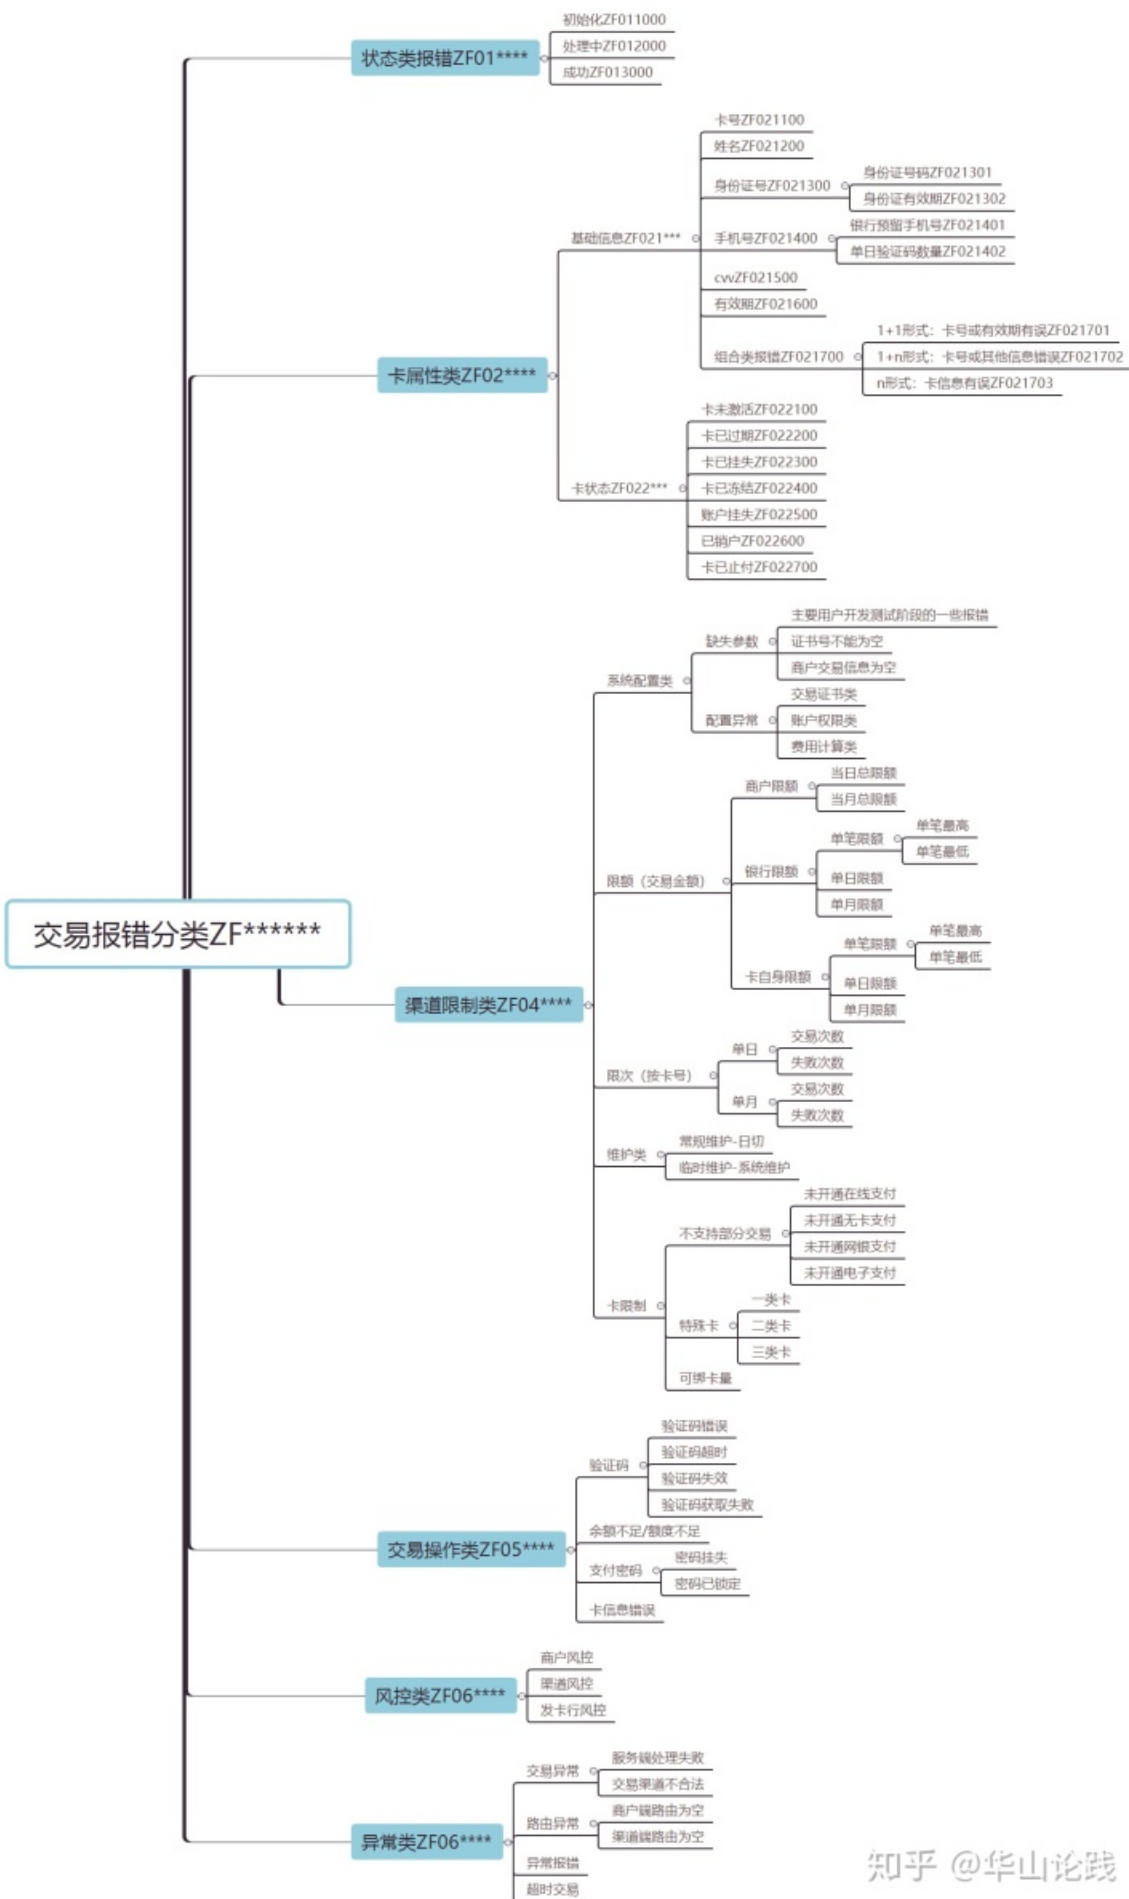 交易报错分类ZF******
状态类报错ZF01****
初始化ZF011000
处理中ZF012000
成功ZF013000
卡属性类ZF02****
基础信息ZF021***
卡号ZF021100
姓名ZF021200
身份证号ZF021300
身份证号码ZF021301
身份证有效期ZF021302
手机号ZF021400
银行预留手机号ZF021401
单日验证码数量ZF021402
cvvZF021500
有效期ZF021600
组合类报错ZF021700
1+1形式：卡号或有效期有误ZF021701
1+n形式：卡号或其他信息错误ZF021702
n形式：卡信息有误ZF021703
卡状态ZF022***
卡未激活ZF022100
卡已过期ZF022200
卡已挂失ZF022300
卡已冻结ZF022400
账户挂失ZF022500
已销户ZF022600
卡已止付ZF022700
渠道限制类ZF04****
系统配置类
缺失参数
主要用户开发测试阶段的一些报错
证书号不能为空
商户交易信息为空
配置异常
交易证书类
账户权限类
费用计算类
限额（交易金额）
商户限额
当日总限额
当月总限额
银行限额
单笔限额
单笔最高
单笔最低
单日限额
单月限额
卡自身限额
单笔限额
单笔最高
单笔最低
单日限额
单月限额
限次（按卡号）
单日
交易次数
失败次数
单月
交易次数
失败次数
维护类
常规维护-日切
临时维护-系统维护
卡限制
不支持部分交易
未开通在线支付
未开通无卡支付
未开通网银支付
未开通电子支付
特殊卡
一类卡
二类卡
三类卡
可绑卡量
交易操作类ZF05****
验证码
验证码错误
验证码超时
验证码失效
验证码获取失败
余额不足/额度不足
支付密码
密码挂失
密码已锁定
卡信息错误
风控类ZF06****
商户风控
渠道风控
发卡行风控
异常类ZF06****
交易异常
服务端处理失败
交易渠道不合法
路由异常
商户端路由为空
渠道端路由为空
异常报错
超时交易
知乎 @华山论践